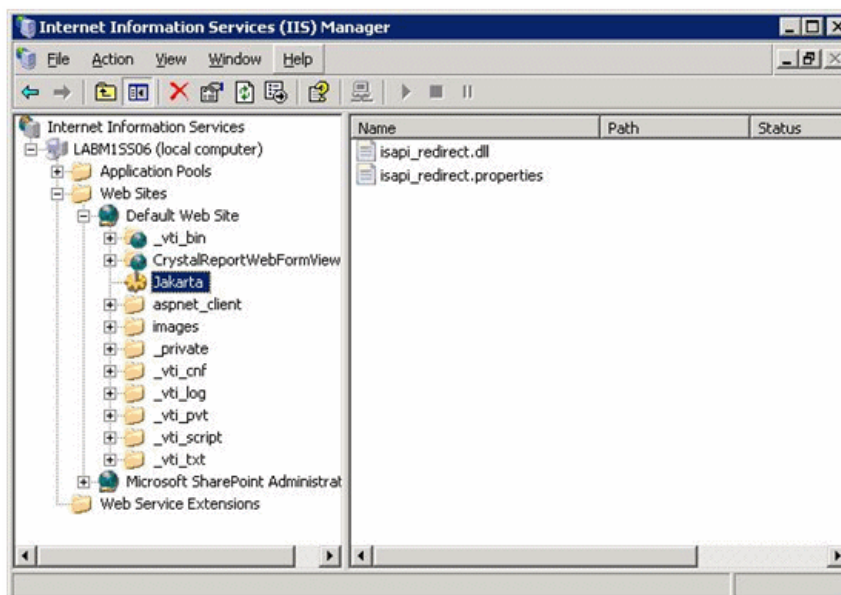 Internet Information Services (IIS) Manager
File Action View Window Help
Internet Information Services
LABM1SS06 (local computer)
Application Pools
Web Sites
Default Web Site
_vti_bin
CrystalReportWebFormView
Jakarta
aspnet_client
images
_private
_vti_cnf
_vti_log
_vti_pvt
_vti_script
_vti_txt
Microsoft SharePoint Administrat
Web Service Extensions
Name Path Status
isapi_redirect.dll
isapi_redirect.properties